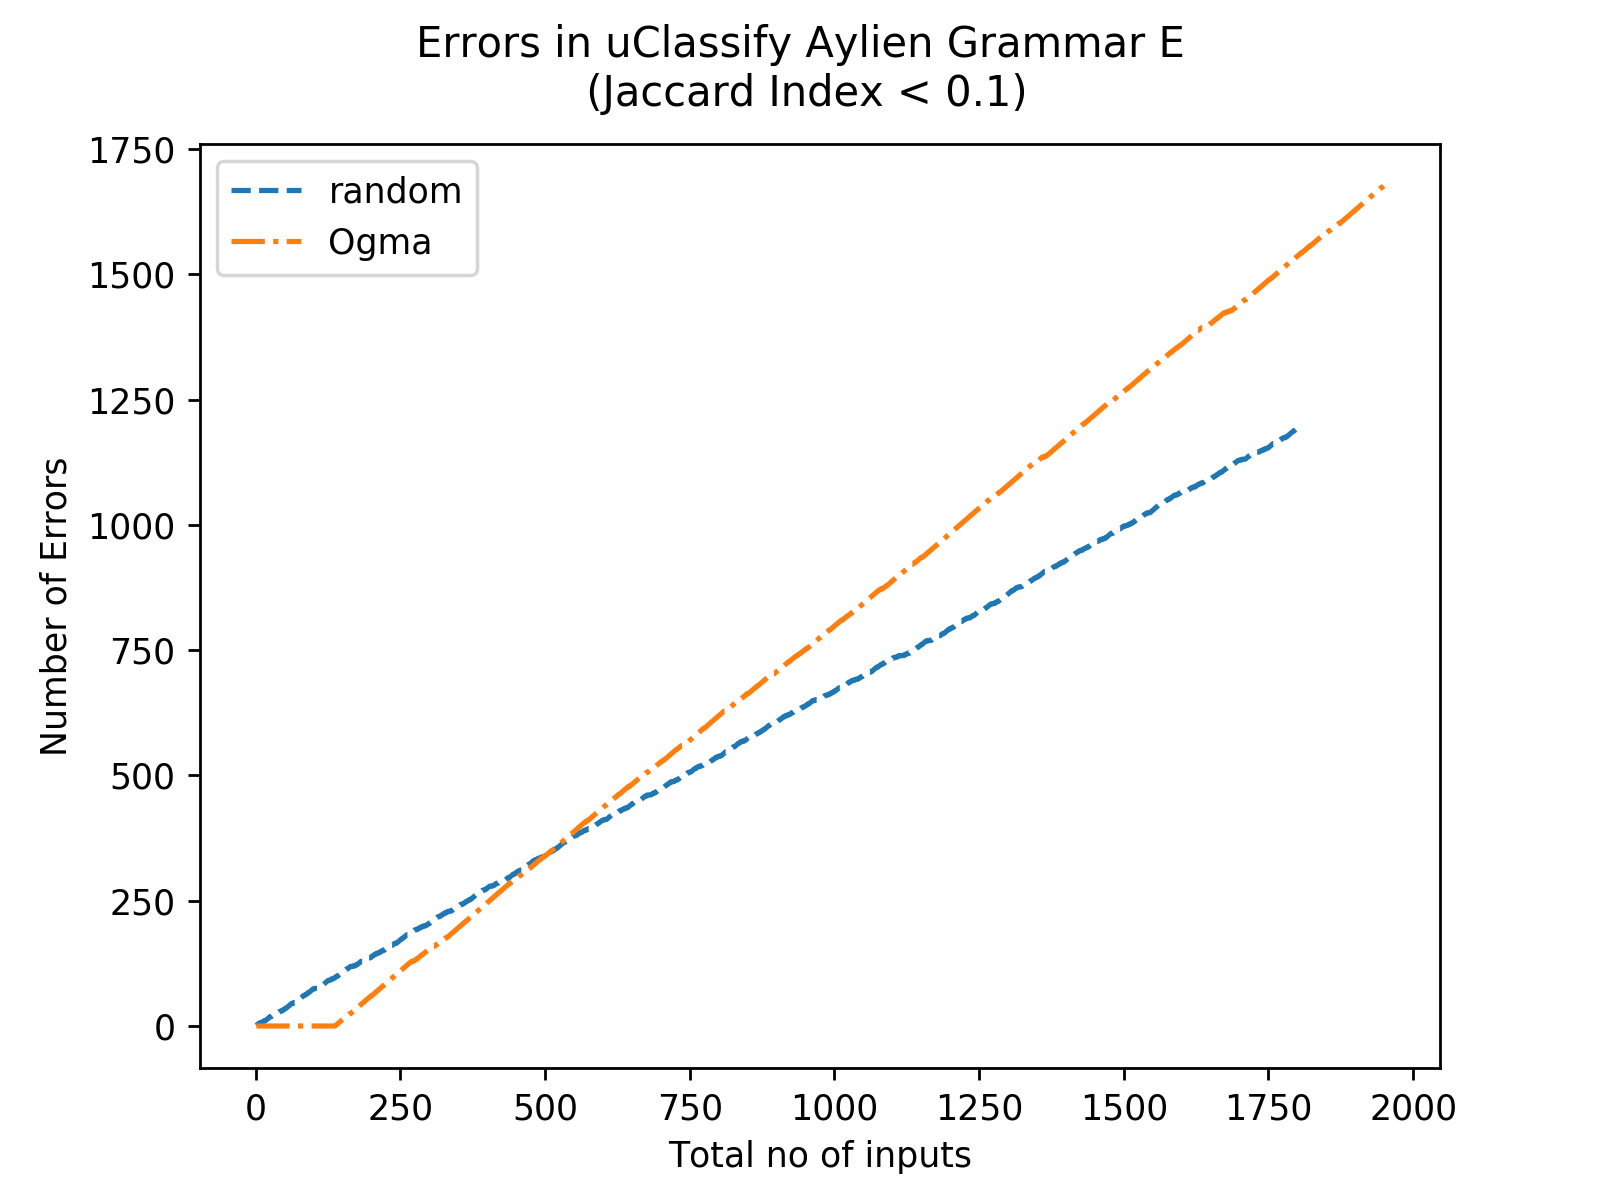 Errors in uClassify Aylien Grammar E
(Jaccard Index < 0.1)
1750
1500
1250
1000
750
500
250
0
Number of Errors
random
Ogma
0 250 500 750 1000 1250 1500 1750 2000
Total no of inputs